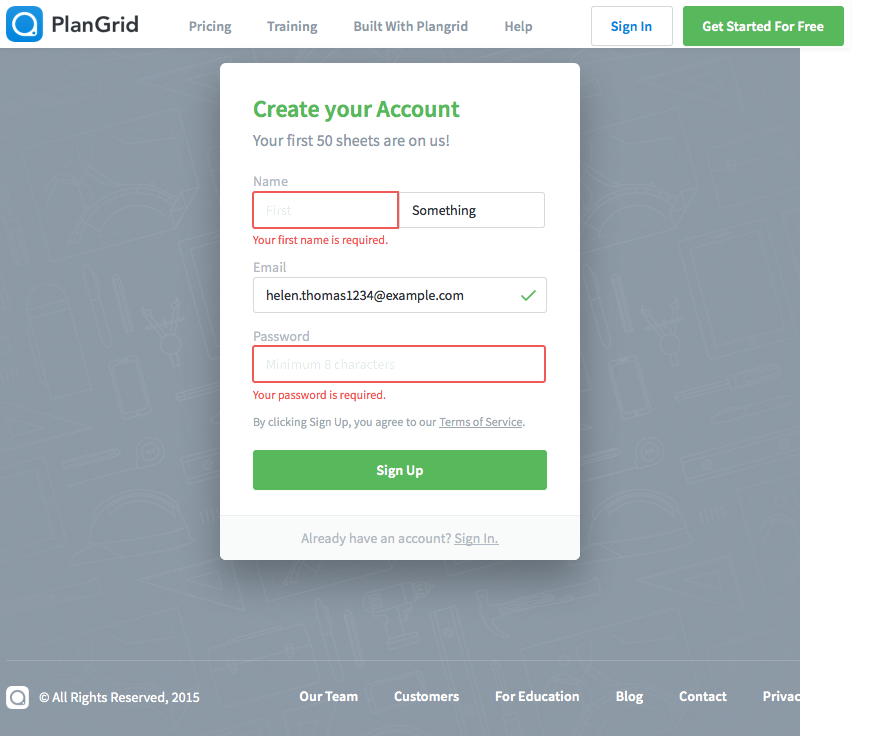 PlanGrid Pricing Training Built With Plangrid Help Sign In Get Started For Free
Create your Account
Your first 50 sheets are on us!
Name
First Something
Your first name is required.
Email
helen.thomas1234@example.com
Password
Minimum 8 characters
Your password is required.
By clicking Sign Up, you agree to our Terms of Service.
Sign Up
Already have an account? Sign In.
© All Rights Reserved, 2015 Our Team Customers For Education Blog Contact Privac